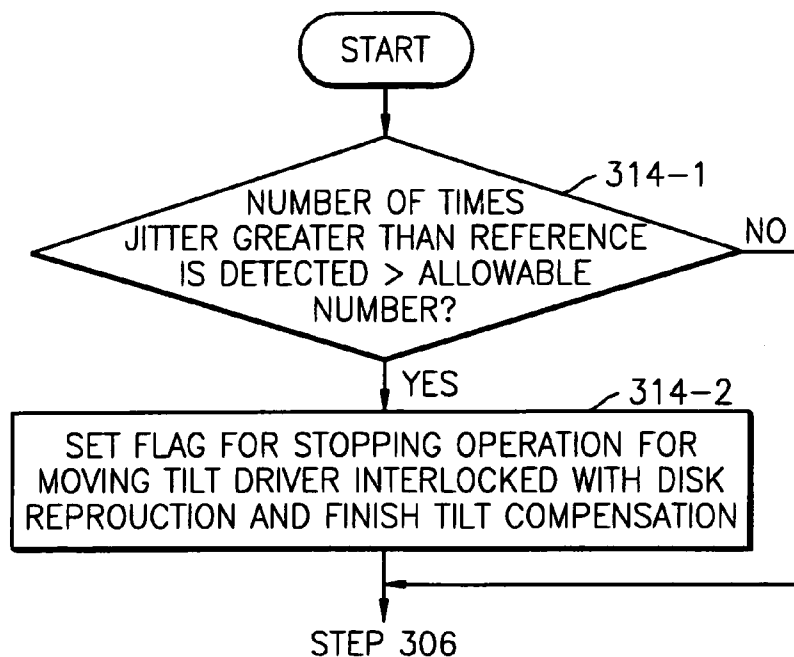 START
314-1
NUMBER OF TIMES
JITTER GREATER THAN REFERENCE
IS DETECTED > ALLOWABLE
NUMBER?
NO
YES
314-2
SET FLAG FOR STOPPING OPERATION FOR
MOVING TILT DRIVER INTERLOCKED WITH DISK
REPROUCTION AND FINISH TILT COMPENSATION
STEP 306